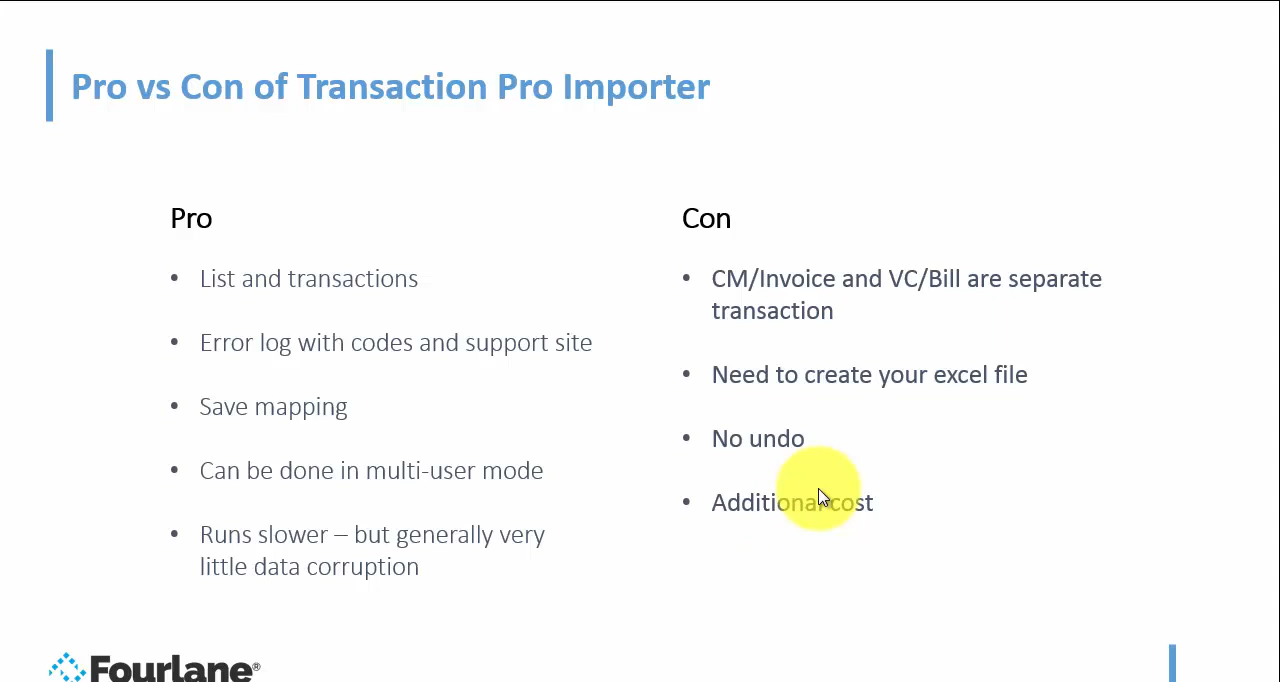 Pro vs Con of Transaction Pro Importer
Pro
• List and transactions
• Error log with codes and support site
• Save mapping
• Can be done in multi-user mode
• Runs slower – but generally very
little data corruption
Con
• CM/Invoice and VC/Bill are separate
transaction
• Need to create your excel file
• No undo
• Additional cost
Fourlane®